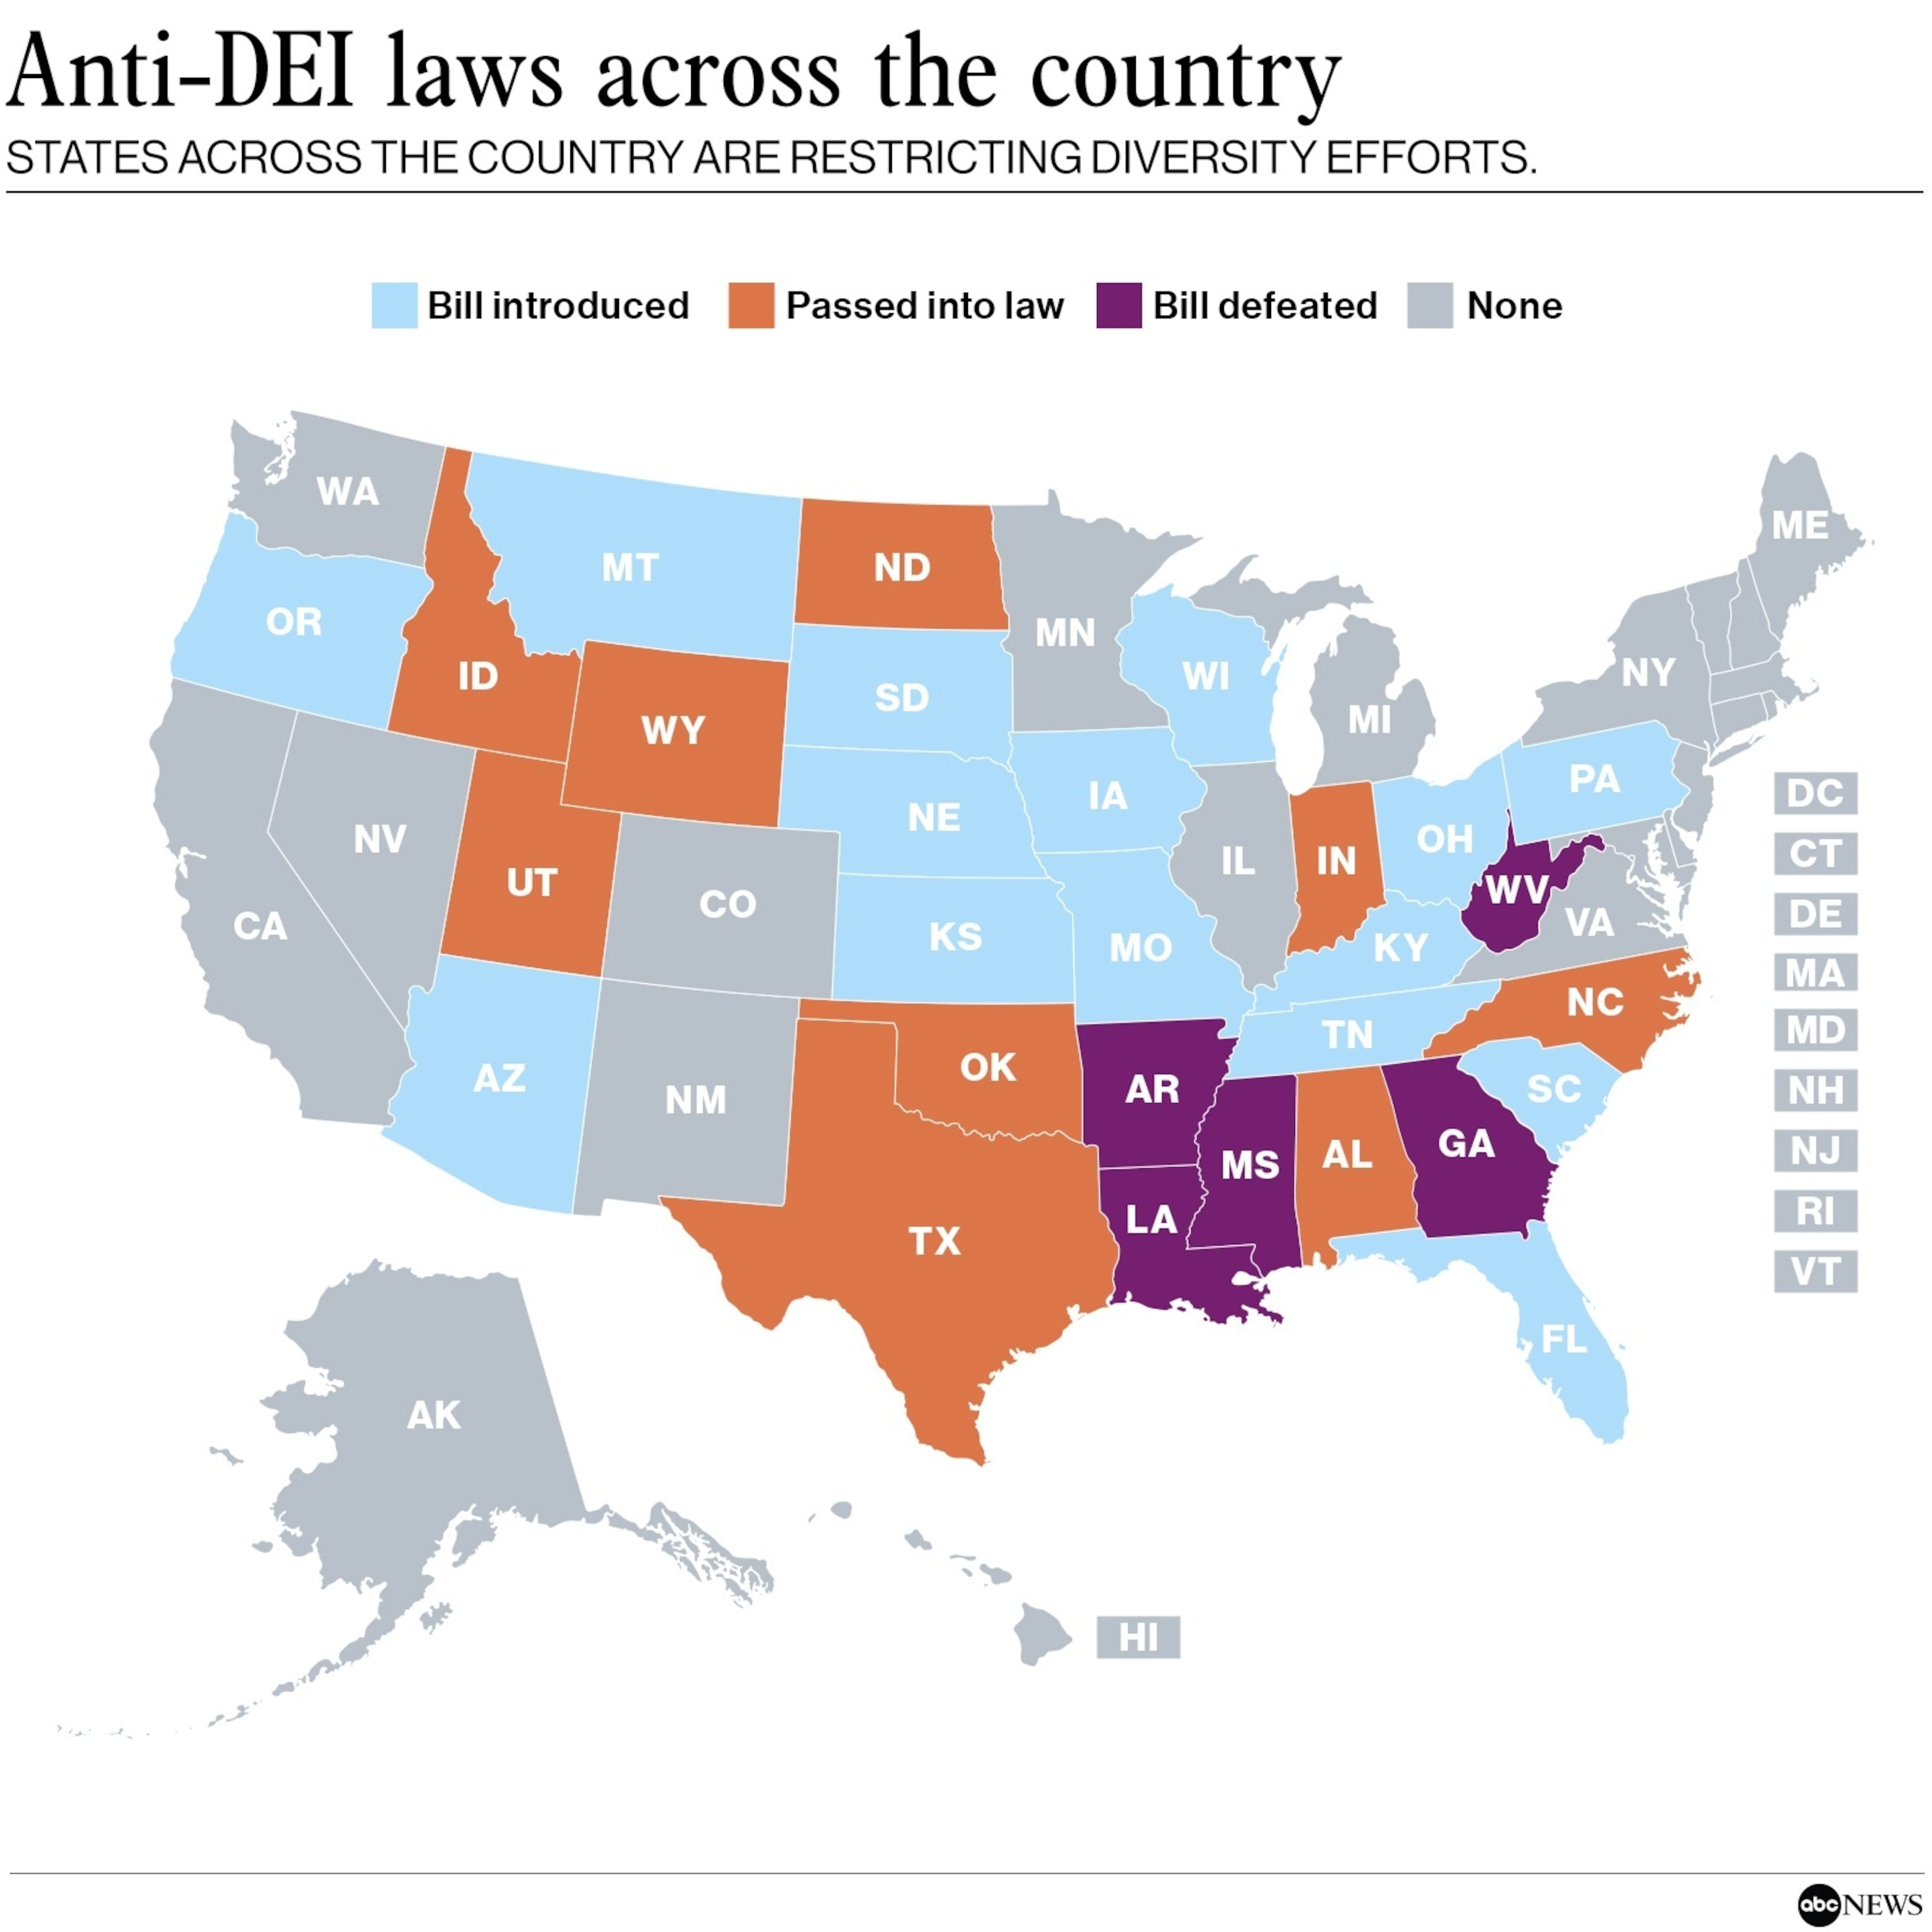 Anti-DEI laws across the country
STATES ACROSS THE COUNTRY ARE RESTRICTING DIVERSITY EFFORTS.
Bill introduced Passed into law Bill defeated None
WA
ME
MT
ND
OR
MN
NY
ID
WI
SD
MI
WY
PA
DC
IA
NE
NV
OH
CT
IL
IN
UT
WV
CO
DE
VA
CA
KS
MO
KY
MA
NC
MD
TN
OK
AZ
AR
SC
NH
NM
GA
NJ
AL
MS
RI
LA
TX
VT
FL
AK
HI
abc NEWS